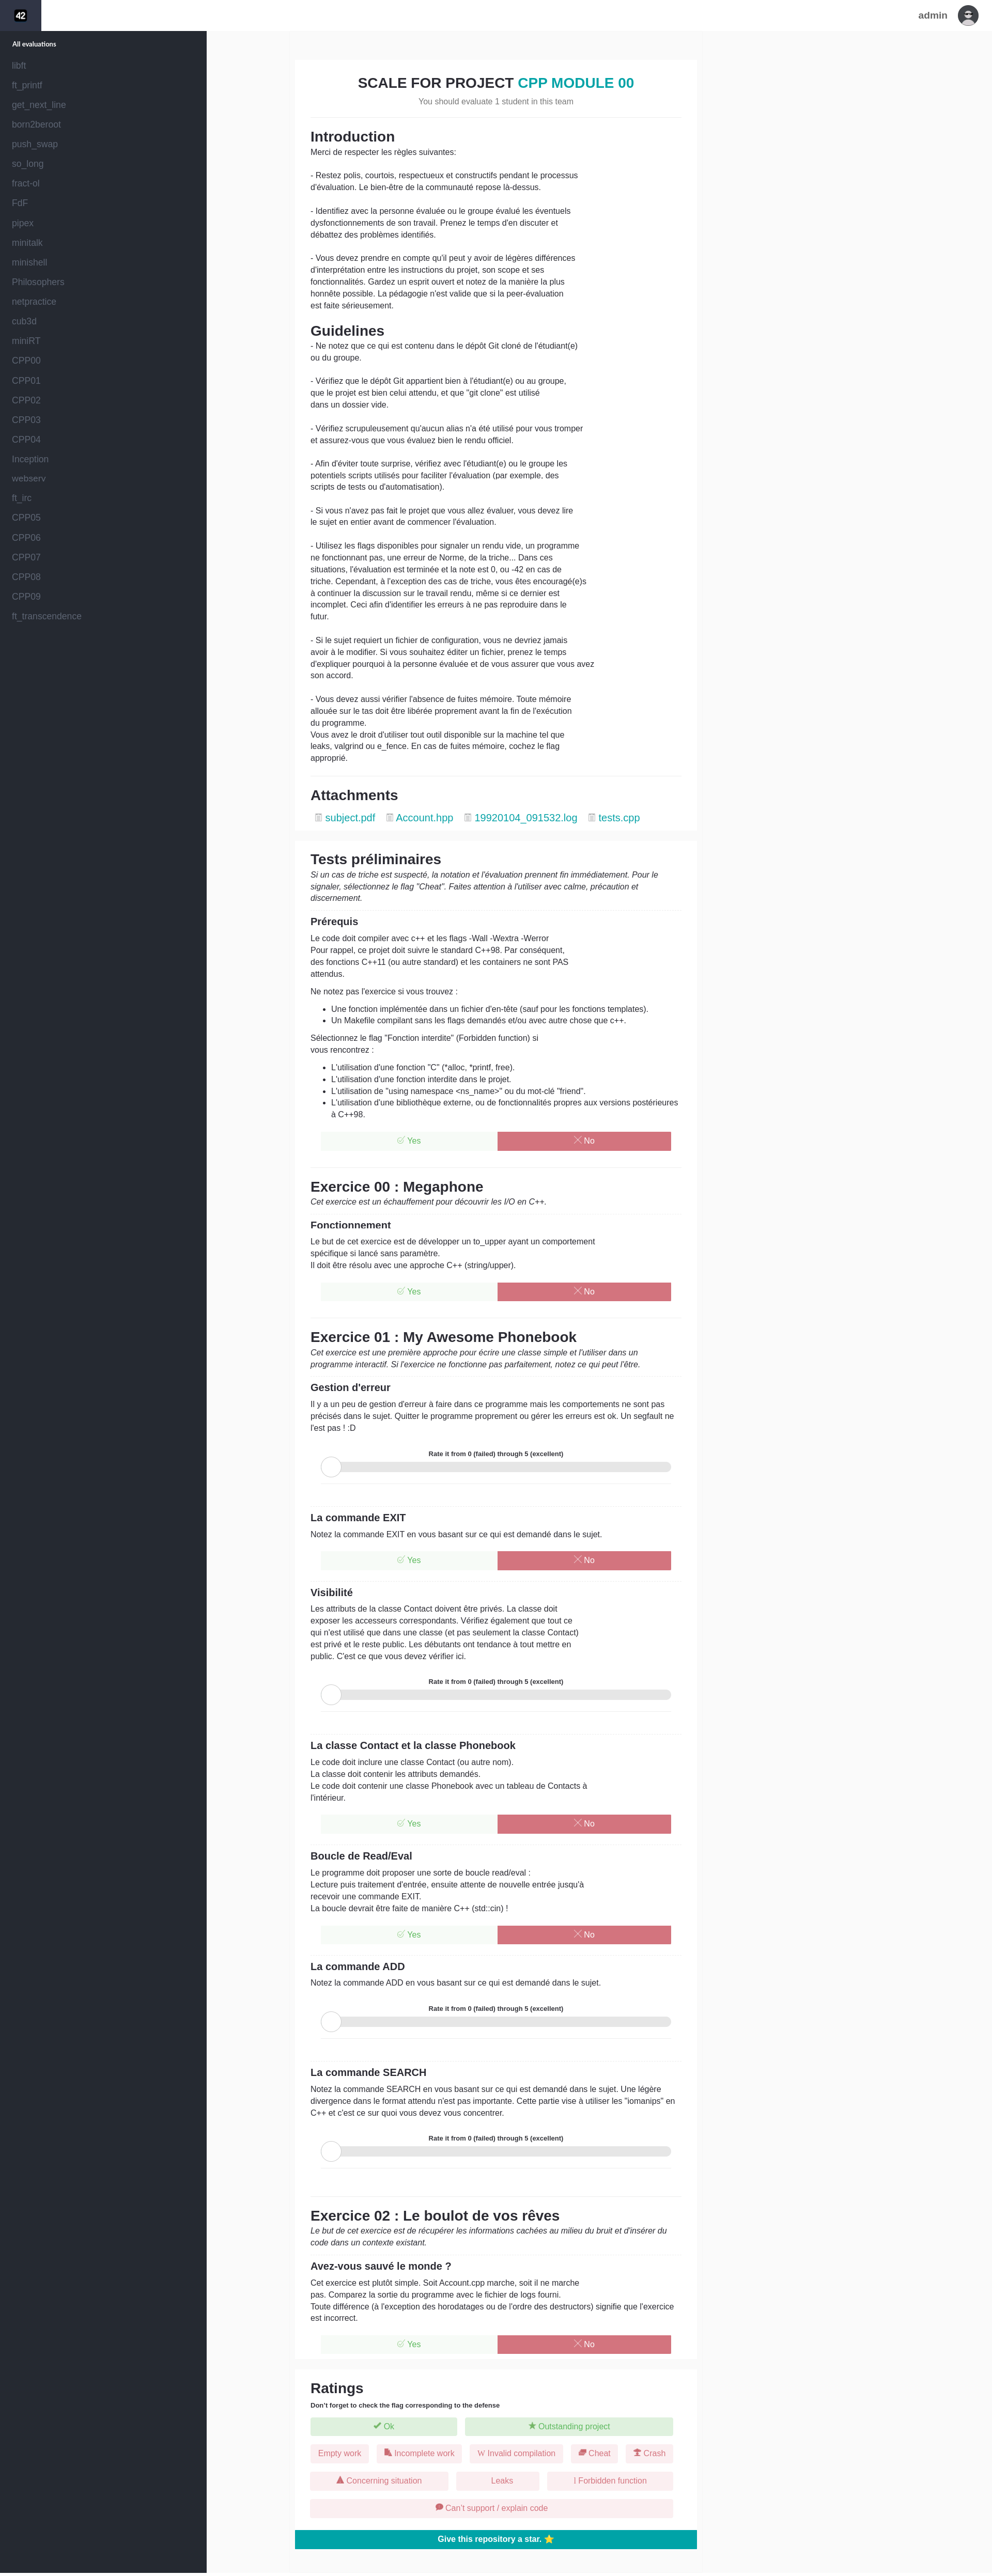 42
admin
All evaluations
libft
ft_printf
get_next_line
born2beroot
push_swap
so_long
fract-ol
FdF
pipex
minitalk
minishell
Philosophers
netpractice
cub3d
miniRT
CPP00
CPP01
CPP02
CPP03
CPP04
Inception
webserv
ft_irc
CPP05
CPP06
CPP07
CPP08
CPP09
ft_transcendence
SCALE FOR PROJECT CPP MODULE 00
You should evaluate 1 student in this team
Introduction
Merci de respecter les règles suivantes:
- Restez polis, courtois, respectueux et constructifs pendant le processus
d'évaluation. Le bien-être de la communauté repose là-dessus.
- Identifiez avec la personne évaluée ou le groupe évalué les éventuels
dysfonctionnements de son travail. Prenez le temps d'en discuter et
débattez des problèmes identifiés.
- Vous devez prendre en compte qu'il peut y avoir de légères différences
d'interprétation entre les instructions du projet, son scope et ses
fonctionnalités. Gardez un esprit ouvert et notez de la manière la plus
honnête possible. La pédagogie n'est valide que si la peer-évaluation
est faite sérieusement.
Guidelines
- Ne notez que ce qui est contenu dans le dépôt Git cloné de l'étudiant(e)
ou du groupe.
- Vérifiez que le dépôt Git appartient bien à l'étudiant(e) ou au groupe,
que le projet est bien celui attendu, et que "git clone" est utilisé
dans un dossier vide.
- Vérifiez scrupuleusement qu'aucun alias n'a été utilisé pour vous tromper
et assurez-vous que vous évaluez bien le rendu officiel.
- Afin d'éviter toute surprise, vérifiez avec l'étudiant(e) ou le groupe les
potentiels scripts utilisés pour faciliter l'évaluation (par exemple, des
scripts de tests ou d'automatisation).
- Si vous n'avez pas fait le projet que vous allez évaluer, vous devez lire
le sujet en entier avant de commencer l'évaluation.
- Utilisez les flags disponibles pour signaler un rendu vide, un programme
ne fonctionnant pas, une erreur de Norme, de la triche... Dans ces
situations, l'évaluation est terminée et la note est 0, ou -42 en cas de
triche. Cependant, à l'exception des cas de triche, vous êtes encouragé(e)s
à continuer la discussion sur le travail rendu, même si ce dernier est
incomplet. Ceci afin d'identifier les erreurs à ne pas reproduire dans le
futur.
- Si le sujet requiert un fichier de configuration, vous ne devriez jamais
avoir à le modifier. Si vous souhaitez éditer un fichier, prenez le temps
d'expliquer pourquoi à la personne évaluée et de vous assurer que vous avez
son accord.
- Vous devez aussi vérifier l'absence de fuites mémoire. Toute mémoire
allouée sur le tas doit être libérée proprement avant la fin de l'exécution
du programme.
Vous avez le droit d'utiliser tout outil disponible sur la machine tel que
leaks, valgrind ou e_fence. En cas de fuites mémoire, cochez le flag
approprié.
Attachments
subject.pdf Account.hpp 19920104_091532.log tests.cpp
Tests préliminaires
Si un cas de triche est suspecté, la notation et l'évaluation prennent fin immédiatement. Pour le
signaler, sélectionnez le flag "Cheat". Faites attention à l'utiliser avec calme, précaution et
discernement.
Prérequis
Le code doit compiler avec c++ et les flags -Wall -Wextra -Werror
Pour rappel, ce projet doit suivre le standard C++98. Par conséquent,
des fonctions C++11 (ou autre standard) et les containers ne sont PAS
attendus.
Ne notez pas l'exercice si vous trouvez :
• Une fonction implémentée dans un fichier d'en-tête (sauf pour les fonctions templates).
• Un Makefile compilant sans les flags demandés et/ou avec autre chose que c++.
Sélectionnez le flag "Fonction interdite" (Forbidden function) si
vous rencontrez :
• L'utilisation d'une fonction "C" (*alloc, *printf, free).
• L'utilisation d'une fonction interdite dans le projet.
• L'utilisation de "using namespace <ns_name>" ou du mot-clé "friend".
• L'utilisation d'une bibliothèque externe, ou de fonctionnalités propres aux versions postérieures
à C++98.
Yes No
Exercice 00 : Megaphone
Cet exercice est un échauffement pour découvrir les I/O en C++.
Fonctionnement
Le but de cet exercice est de développer un to_upper ayant un comportement
spécifique si lancé sans paramètre.
Il doit être résolu avec une approche C++ (string/upper).
Yes No
Exercice 01 : My Awesome Phonebook
Cet exercice est une première approche pour écrire une classe simple et l'utiliser dans un
programme interactif. Si l'exercice ne fonctionne pas parfaitement, notez ce qui peut l'être.
Gestion d'erreur
Il y a un peu de gestion d'erreur à faire dans ce programme mais les comportements ne sont pas
précisés dans le sujet. Quitter le programme proprement ou gérer les erreurs est ok. Un segfault ne
l'est pas ! :D
Rate it from 0 (failed) through 5 (excellent)
La commande EXIT
Notez la commande EXIT en vous basant sur ce qui est demandé dans le sujet.
Yes No
Visibilité
Les attributs de la classe Contact doivent être privés. La classe doit
exposer les accesseurs correspondants. Vérifiez également que tout ce
qui n'est utilisé que dans une classe (et pas seulement la classe Contact)
est privé et le reste public. Les débutants ont tendance à tout mettre en
public. C'est ce que vous devez vérifier ici.
Rate it from 0 (failed) through 5 (excellent)
La classe Contact et la classe Phonebook
Le code doit inclure une classe Contact (ou autre nom).
La classe doit contenir les attributs demandés.
Le code doit contenir une classe Phonebook avec un tableau de Contacts à
l'intérieur.
Yes No
Boucle de Read/Eval
Le programme doit proposer une sorte de boucle read/eval :
Lecture puis traitement d'entrée, ensuite attente de nouvelle entrée jusqu'à
recevoir une commande EXIT.
La boucle devrait être faite de manière C++ (std::cin) !
Yes No
La commande ADD
Notez la commande ADD en vous basant sur ce qui est demandé dans le sujet.
Rate it from 0 (failed) through 5 (excellent)
La commande SEARCH
Notez la commande SEARCH en vous basant sur ce qui est demandé dans le sujet. Une légère
divergence dans le format attendu n'est pas importante. Cette partie vise à utiliser les "iomanips" en
C++ et c'est ce sur quoi vous devez vous concentrer.
Rate it from 0 (failed) through 5 (excellent)
Exercice 02 : Le boulot de vos rêves
Le but de cet exercice est de récupérer les informations cachées au milieu du bruit et d'insérer du
code dans un contexte existant.
Avez-vous sauvé le monde ?
Cet exercice est plutôt simple. Soit Account.cpp marche, soit il ne marche
pas. Comparez la sortie du programme avec le fichier de logs fourni.
Toute différence (à l'exception des horodatages ou de l'ordre des destructors) signifie que l'exercice
est incorrect.
Yes No
Ratings
Don't forget to check the flag corresponding to the defense
Ok Outstanding project
Empty work Incomplete work W Invalid compilation Cheat Crash
Concerning situation Leaks Forbidden function
Can't support / explain code
Give this repository a star. ⭐